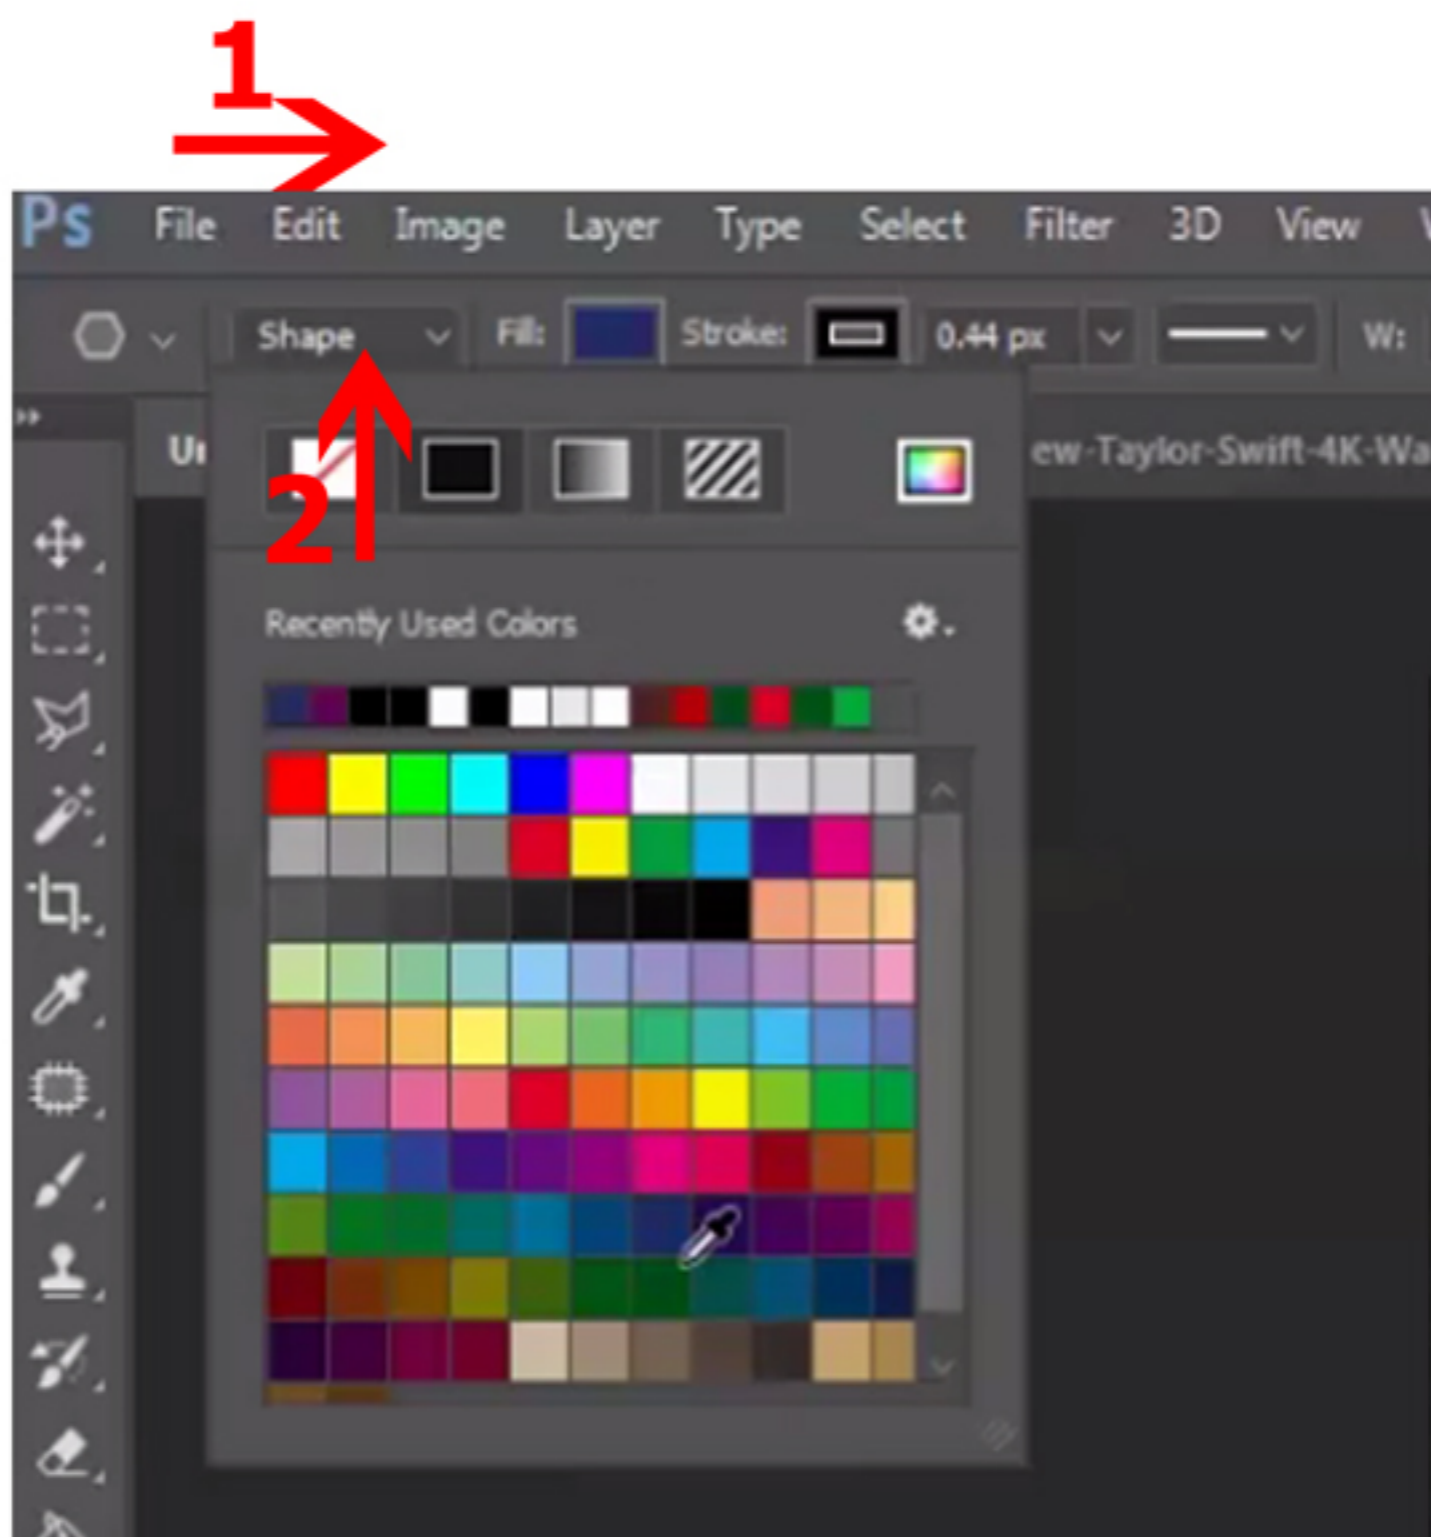 1
Ps File Edit Image Layer Type Select Filter 3D View
Shape Fill: Stroke: 0.44 px W:
ew-Taylor-Swift-4K-Wa
2
Recently Used Colors